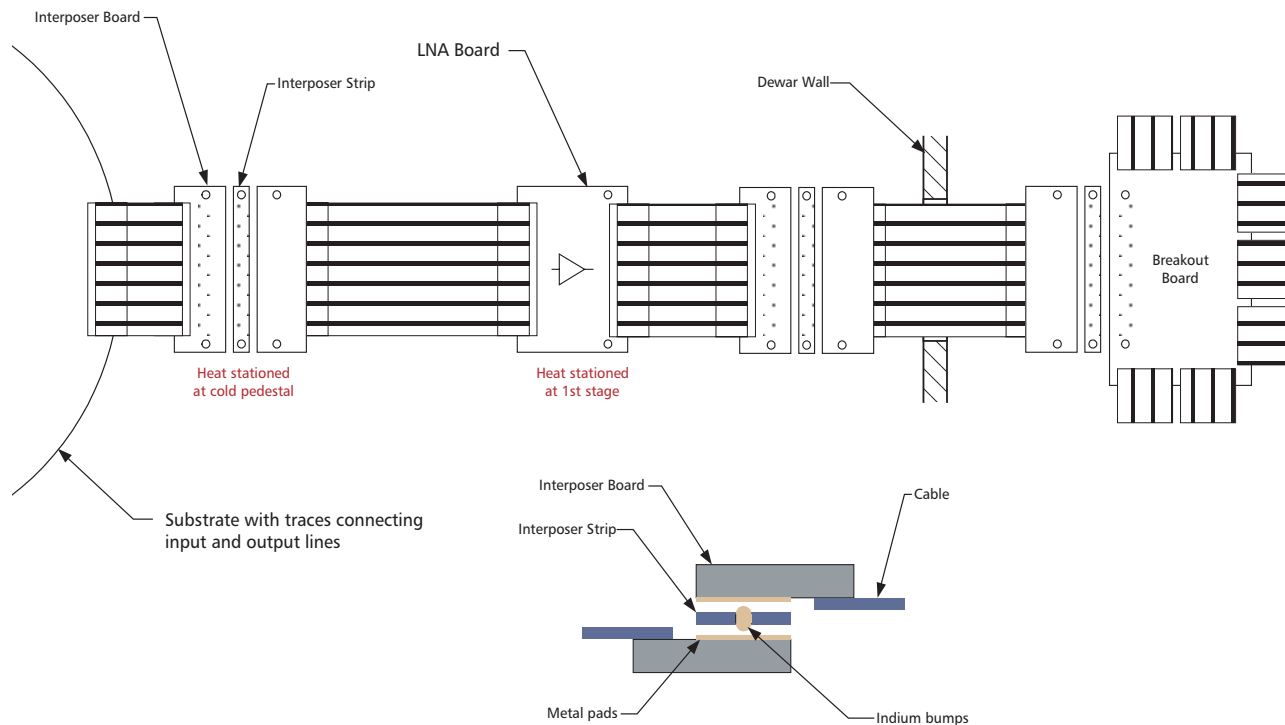 Interposer Board
LNA Board
Interposer Strip
Dewar Wall
Breakout
Board
Heat stationed
at cold pedestal
Heat stationed
at 1st stage
Substrate with traces connecting
input and output lines
Interposer Board
Cable
Interposer Strip
Metal pads
Indium bumps